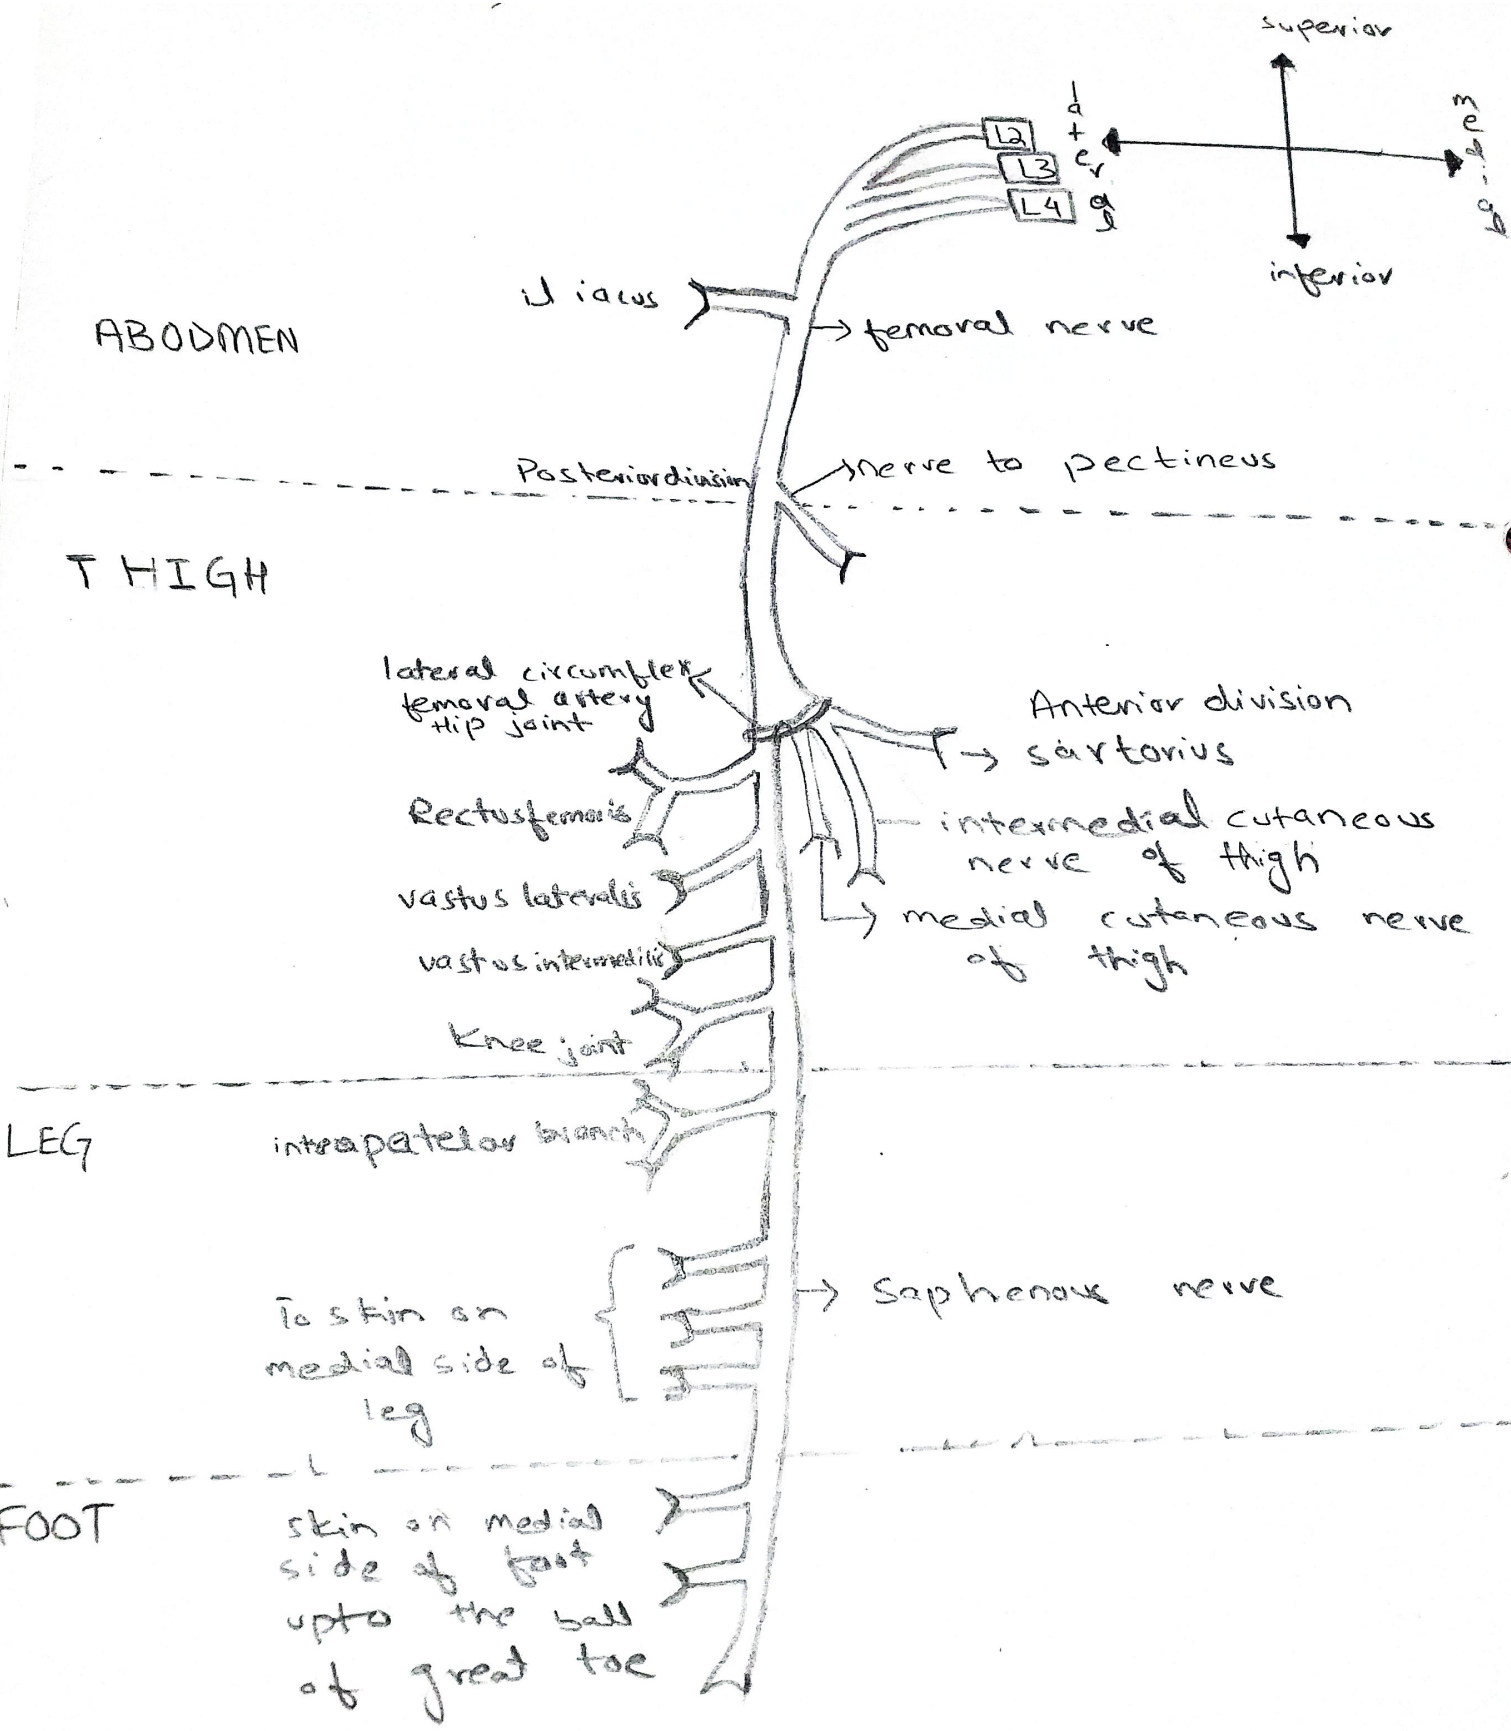 superior
lateral
medial
L2
L3
L4
inferior
iliacus
femoral nerve
ABODMEN
Posterior division
nerve to pectineus
THIGH
lateral circumflex
femoral artery
Hip joint
Anterior division
sartorius
Rectusfemoris
intermedial cutaneous
nerve of thigh
vastus lateralis
medial cutaneous nerve
of thigh
Knee joint
LEG
intrapatelar branch
saphenous nerve
To skin on
medial side of
leg
FOOT
skin on medial
side of foot
upto the ball
of great toe